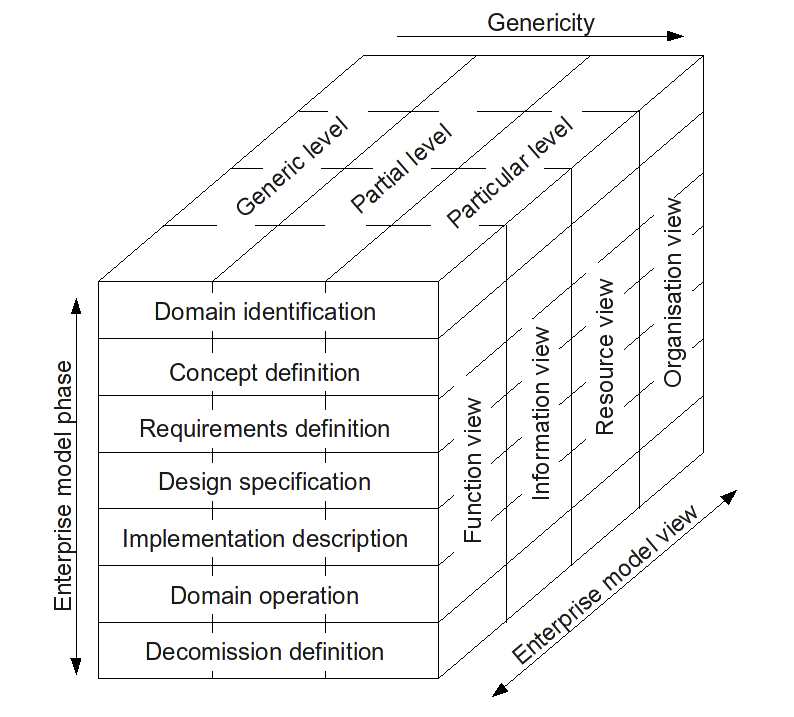 Genericity
Generic level
Partial level
Particular level
Domain identification
Concept definition
Requirements definition
Design specification
Implementation description
Domain operation
Decomission definition
Function view
Information view
Resource view
Organisation view
Enterprise model phase
Enterprise model view